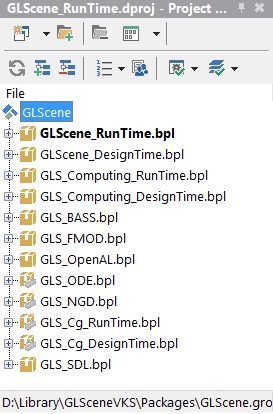 GLScene_RunTime.dproj - Project ...
File
GLScene
GLScene_RunTime.bpl
GLScene_DesignTime.bpl
GLS_Computing_RunTime.bpl
GLS_Computing_DesignTime.bpl
GLS_BASS.bpl
GLS_FMOD.bpl
GLS_OpenAL.bpl
GLS_ODE.bpl
GLS_NGD.bpl
GLS_Cg_RunTime.bpl
GLS_Cg_DesignTime.bpl
GLS_SDL.bpl
D:\Library\GLSceneVKS\Packages\GLScene.gro